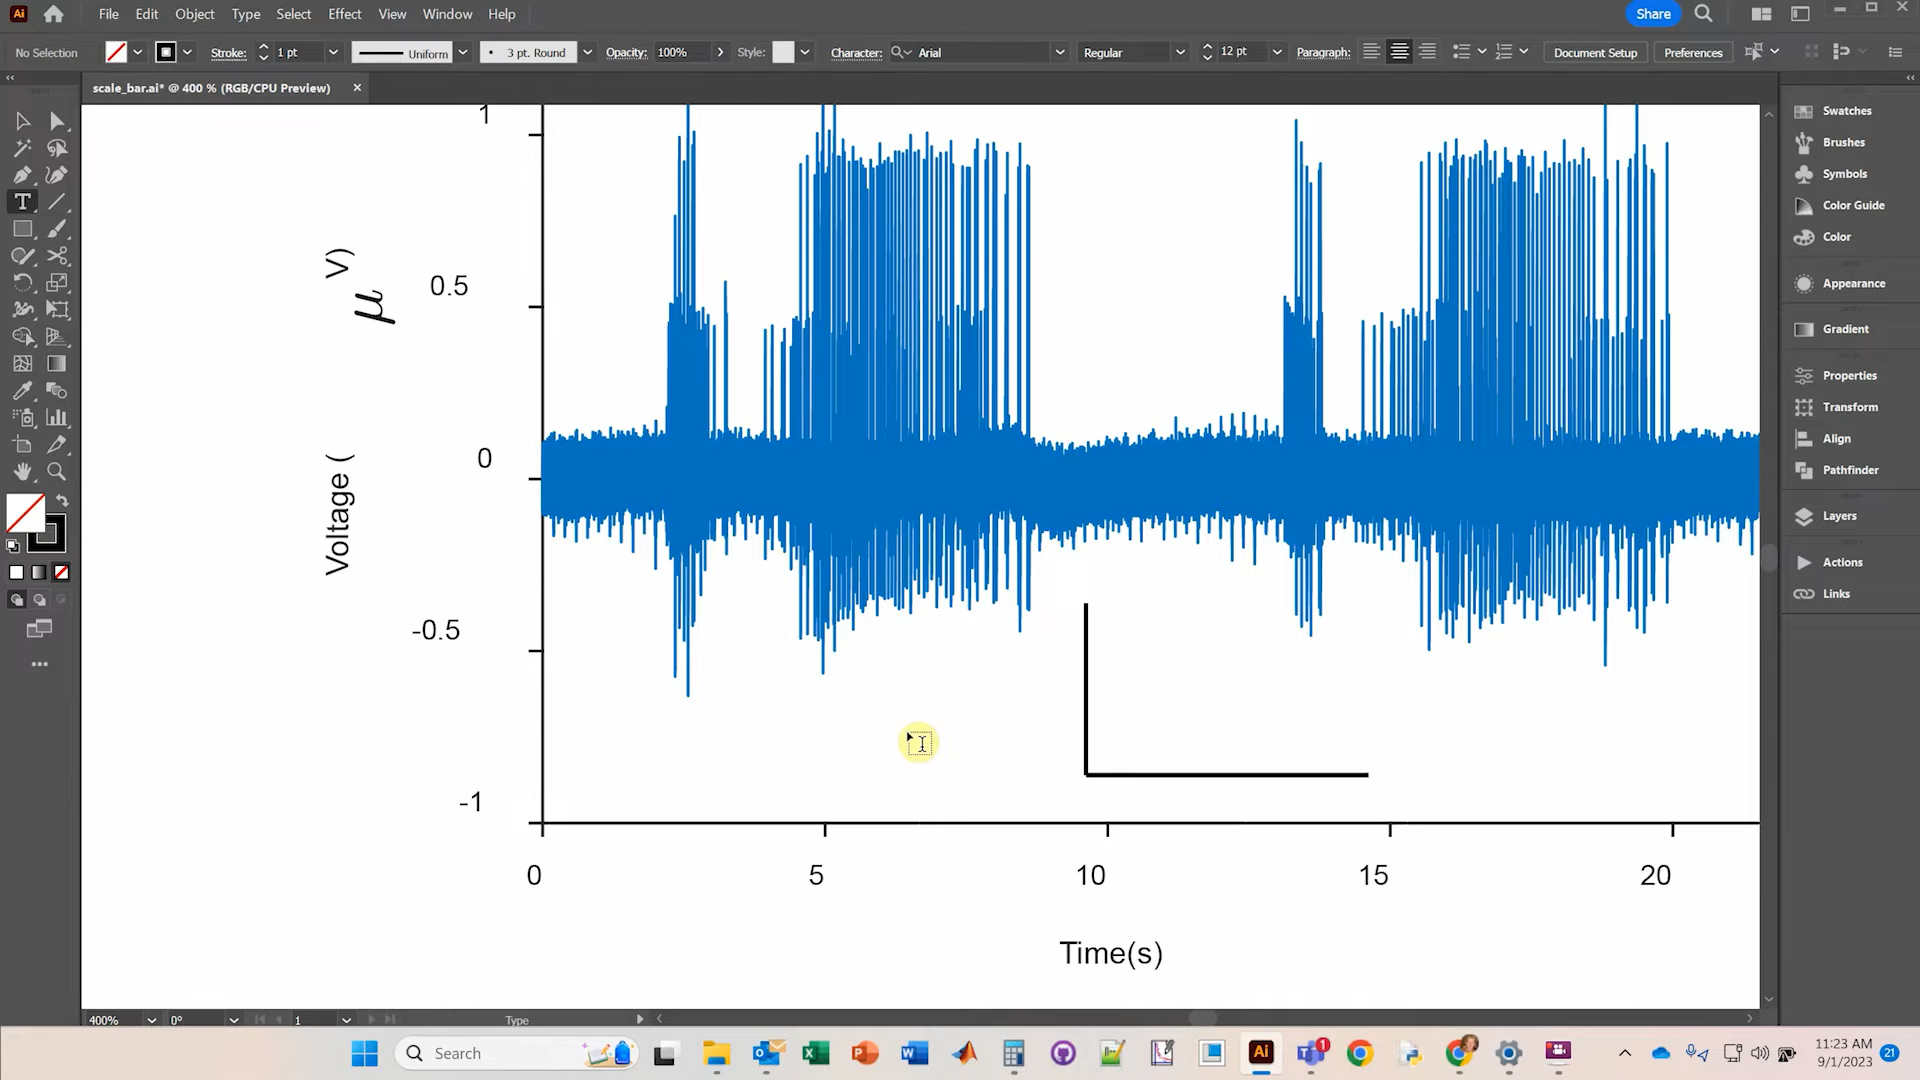 Ai File Edit Object Type Select Effect View Window Help Share
No Selection Stroke: 1 pt Uniform 3 pt. Round Opacity: 100% Style: Character: Arial Regular 12 pt Paragraph: Document Setup Preferences
scale_bar.ai* @ 400 % (RGB/CPU Preview)
Swatches
Brushes
Symbols
Color Guide
Color
Appearance
Gradient
Properties
Transform
Align
Pathfinder
Layers
Actions
Links
T
Voltage ( μ V)
1
0.5
0
-0.5
-1
0 5 10 15 20
Time(s)
400% 0° 1 Type
Search
Ai
1
11:23 AM
9/1/2023
21